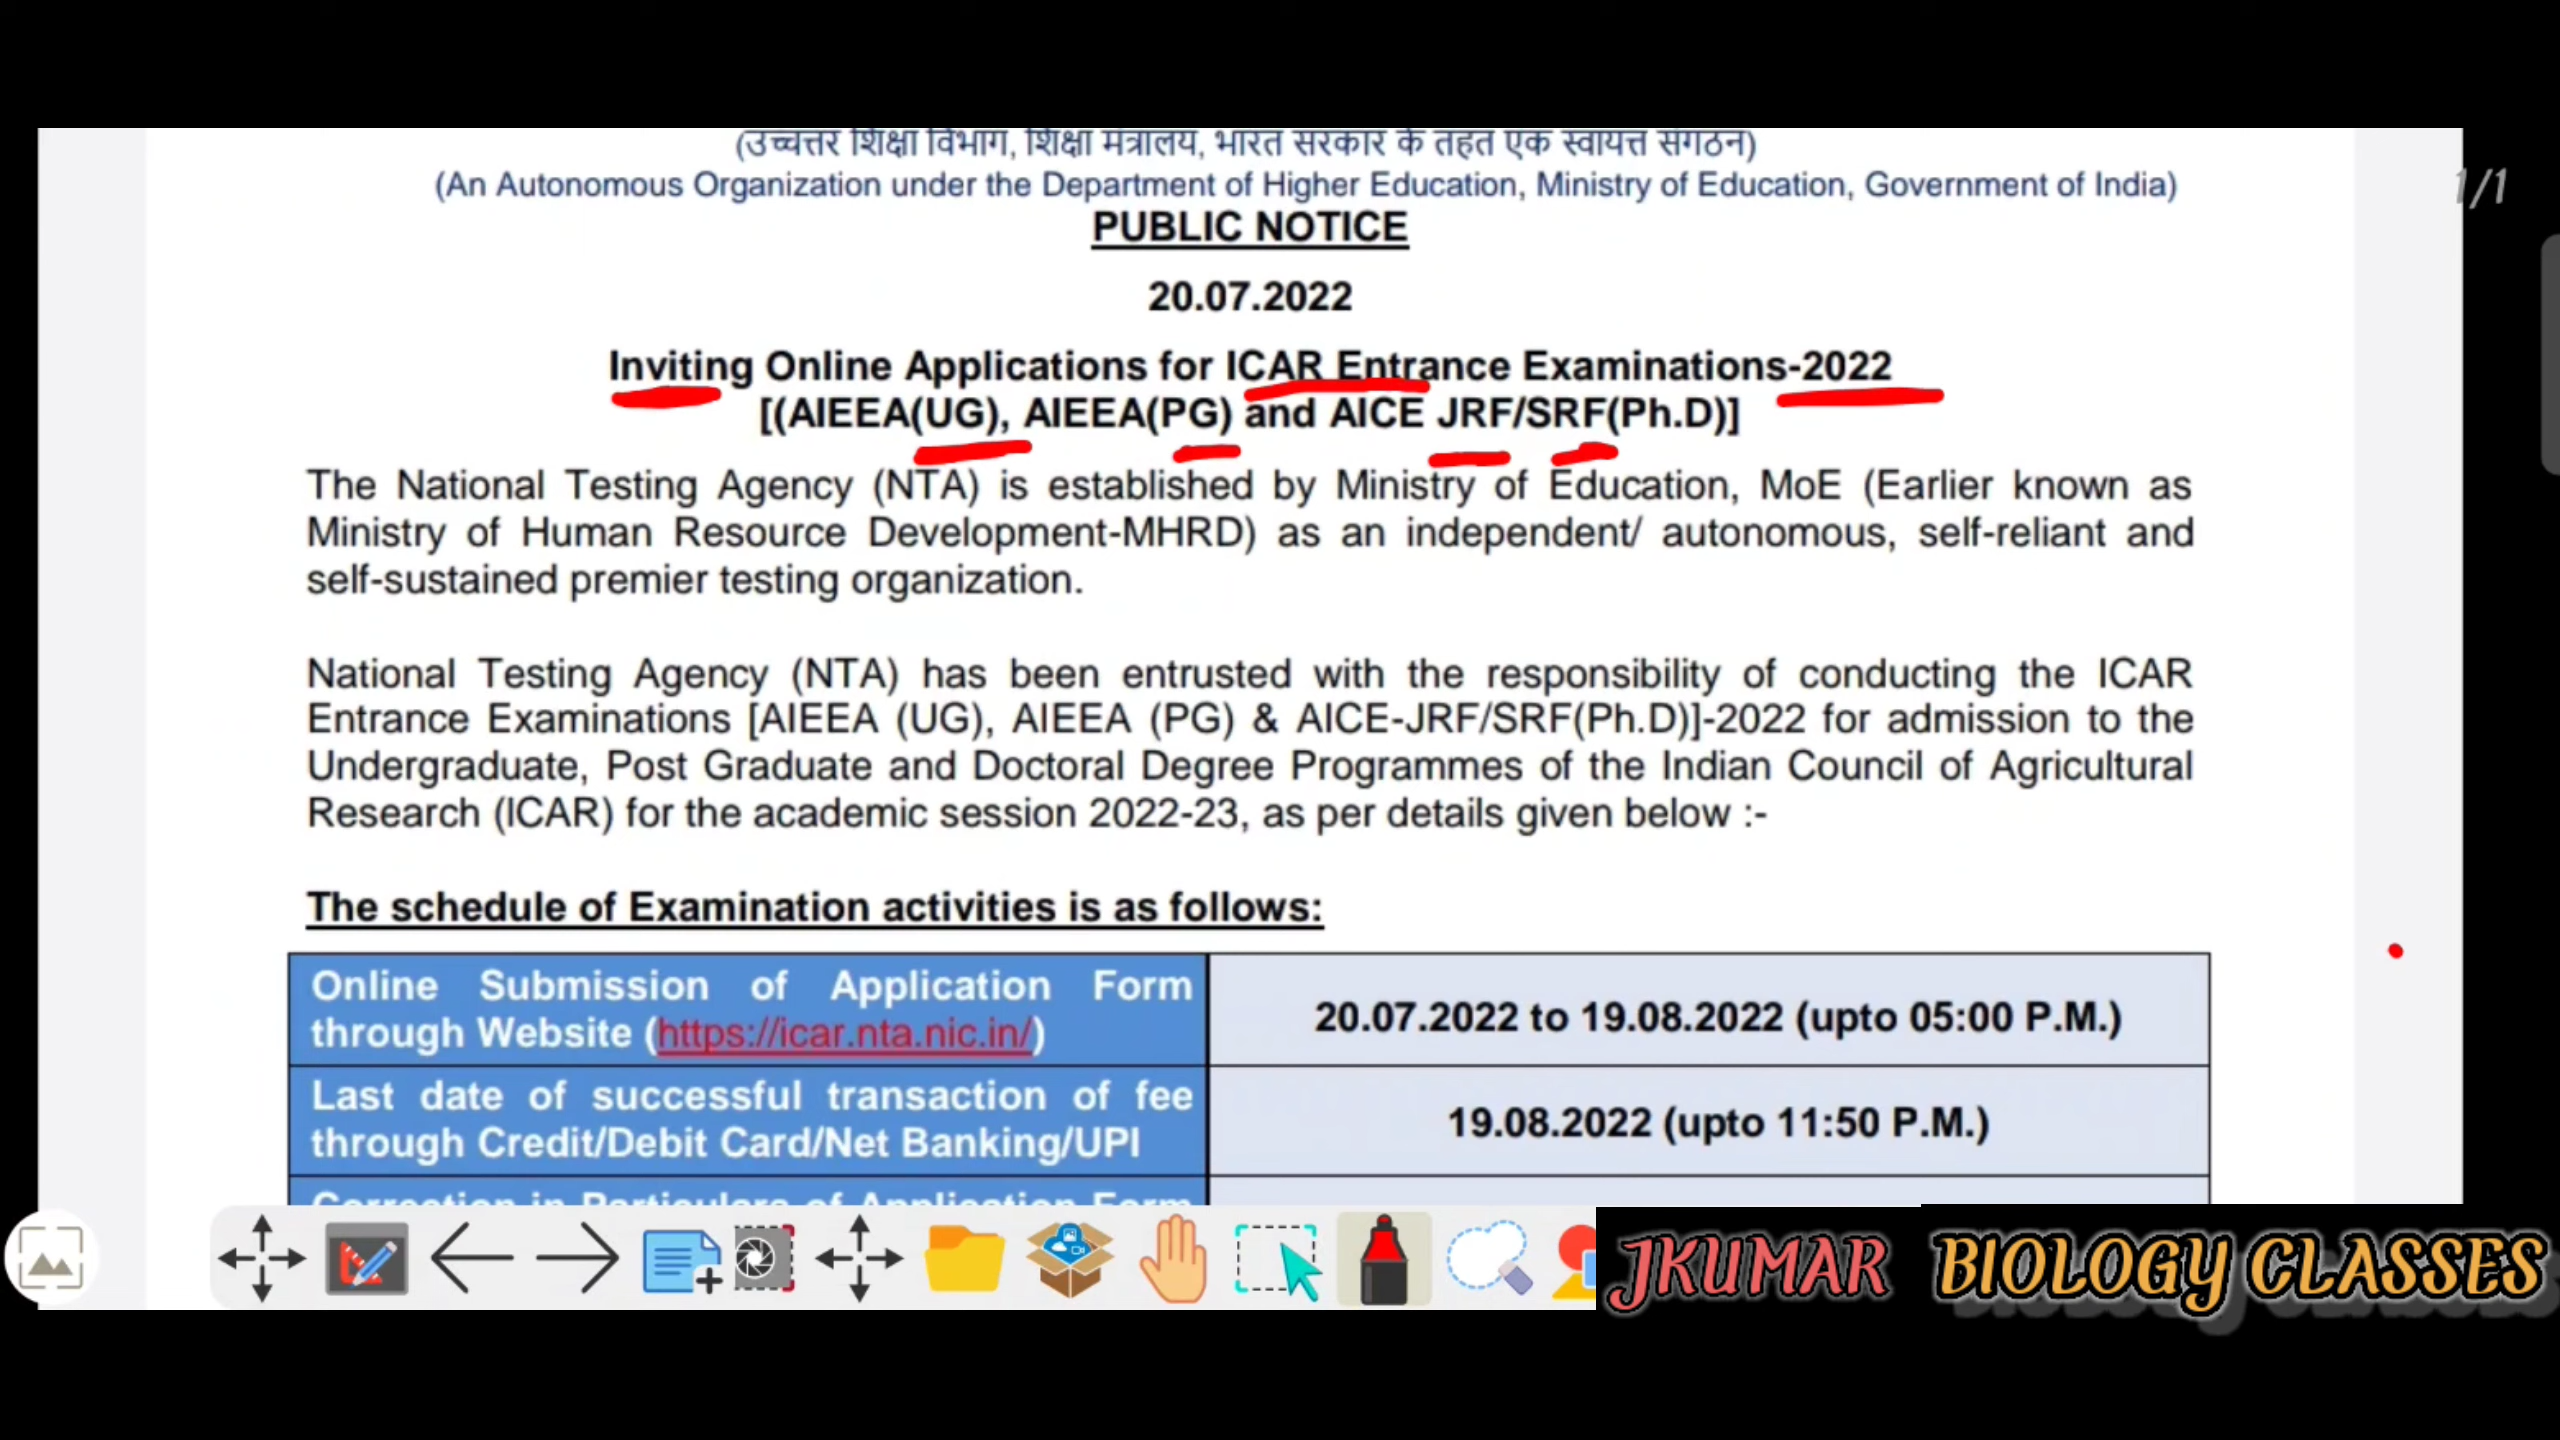 (उच्चत्तर शिक्षा विभाग, शिक्षा मंत्रालय, भारत सरकार के तहत एक स्वायत्त संगठन)
(An Autonomous Organization under the Department of Higher Education, Ministry of Education, Government of India)
1/1
PUBLIC NOTICE
20.07.2022
Inviting Online Applications for ICAR Entrance Examinations-2022
[(AIEEA(UG), AIEEA(PG) and AICE JRF/SRF(Ph.D)]
The National Testing Agency (NTA) is established by Ministry of Education, MoE (Earlier known as
Ministry of Human Resource Development-MHRD) as an independent/ autonomous, self-reliant and
self-sustained premier testing organization.
National Testing Agency (NTA) has been entrusted with the responsibility of conducting the ICAR
Entrance Examinations [AIEEA (UG), AIEEA (PG) & AICE-JRF/SRF(Ph.D)]-2022 for admission to the
Undergraduate, Post Graduate and Doctoral Degree Programmes of the Indian Council of Agricultural
Research (ICAR) for the academic session 2022-23, as per details given below :-
The schedule of Examination activities is as follows:
Online Submission of Application Form
through Website (https://icar.nta.nic.in/)
20.07.2022 to 19.08.2022 (upto 05:00 P.M.)
Last date of successful transaction of fee
through Credit/Debit Card/Net Banking/UPI
19.08.2022 (upto 11:50 P.M.)
Correction in Particulars of Application Form
JKUMAR BIOLOGY CLASSES